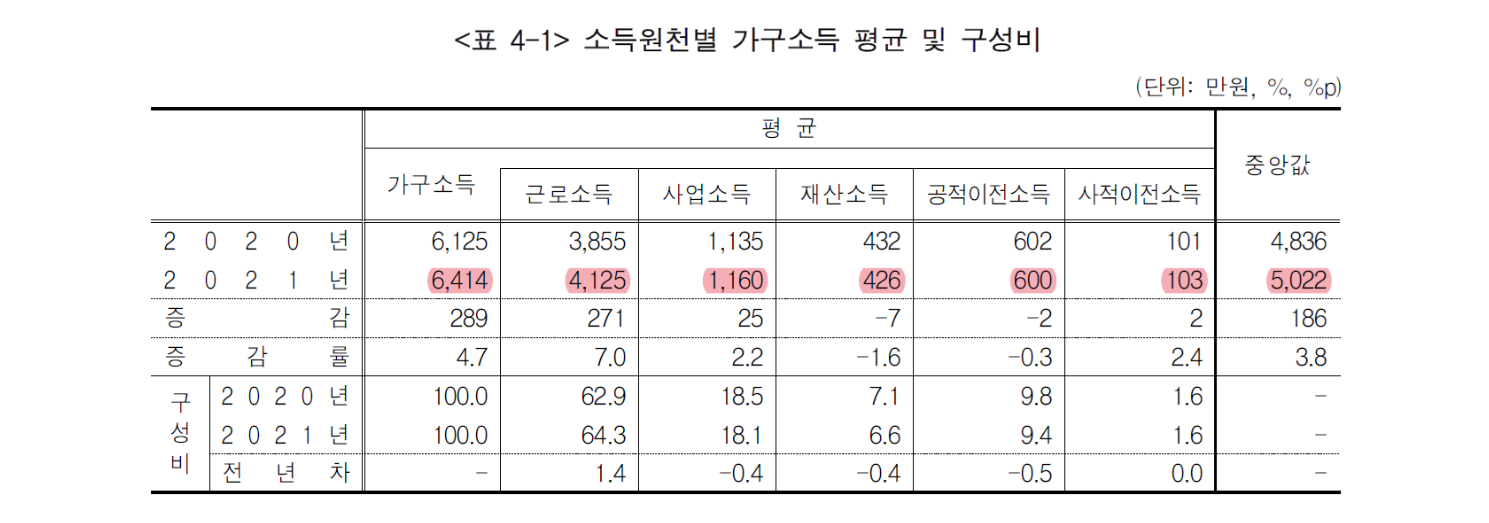 <표 4-1> 소득원천별 가구소득 평균 및 구성비
(단위: 만원, %, %p)
평 균
중앙값
가구소득
근로소득 사업소득 재산소득 공적이전소득 사적이전소득
2 0 2 0 년 6,125 3,855 1,135 432 602 101 4,836
2 0 2 1 년 6,414 4,125 1,160 426 600 103 5,022
증 감 289 271 25 -7 -2 2 186
증 감 률 4.7 7.0 2.2 -1.6 -0.3 2.4 3.8
구성비
2 0 2 0 년 100.0 62.9 18.5 7.1 9.8 1.6 -
2 0 2 1 년 100.0 64.3 18.1 6.6 9.4 1.6 -
전 년 차 - 1.4 -0.4 -0.4 -0.5 0.0 -